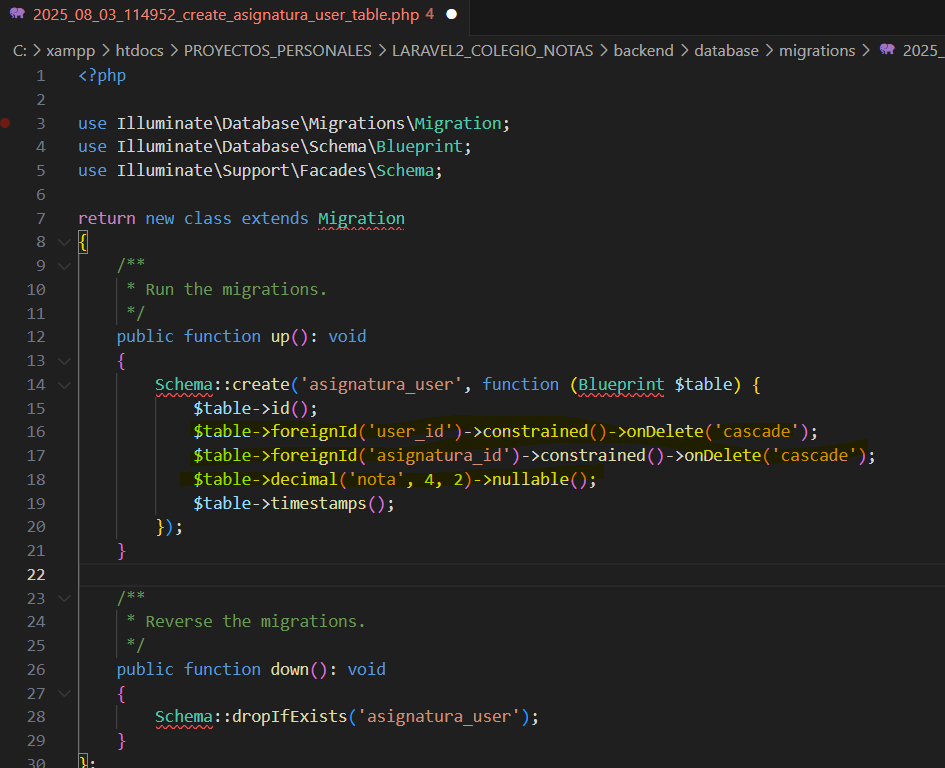 2025_08_03_114952_create_asignatura_user_table.php 4
C: > xampp > htdocs > PROYECTOS_PERSONALES > LARAVEL2_COLEGIO_NOTAS > backend > database > migrations > 2025_
1 <?php
2
3 use Illuminate\Database\Migrations\Migration;
4 use Illuminate\Database\Schema\Blueprint;
5 use Illuminate\Support\Facades\Schema;
6
7 return new class extends Migration
8 {
9     /**
10      * Run the migrations.
11      */
12     public function up(): void
13     {
14         Schema::create('asignatura_user', function (Blueprint $table) {
15             $table->id();
16             $table->foreignId('user_id')->constrained()->onDelete('cascade');
17             $table->foreignId('asignatura_id')->constrained()->onDelete('cascade');
18             $table->decimal('nota', 4, 2)->nullable();
19             $table->timestamps();
20         });
21     }
22
23     /**
24      * Reverse the migrations.
25      */
26     public function down(): void
27     {
28         Schema::dropIfExists('asignatura_user');
29     }
30 };